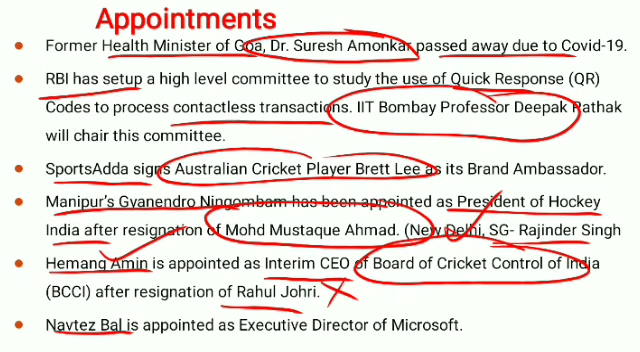 Appointments
Former Health Minister of Goa, Dr. Suresh Amonkar passed away due to Covid-19.
RBI has setup a high level committee to study the use of Quick Response (QR)
Codes to process contactless transactions. IIT Bombay Professor Deepak Pathak
will chair this committee.
SportsAdda signs Australian Cricket Player Brett Lee as its Brand Ambassador.
Manipur's Gyanendro Ningombam has been appointed as President of Hockey
India after resignation of Mohd Mustaque Ahmad. (New Delhi, SG- Rajinder Singh
Hemang Amin is appointed as Interim CEO of Board of Cricket Control of India
(BCCI) after resignation of Rahul Johri.
Navtez Bal is appointed as Executive Director of Microsoft.